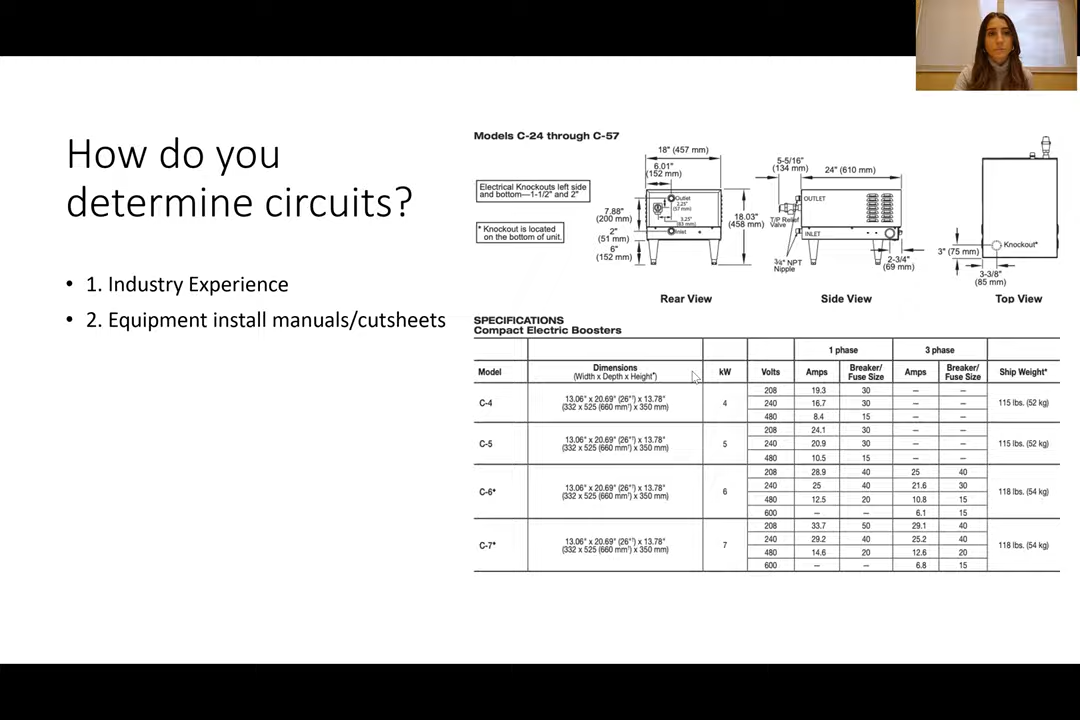 How do you
determine circuits?
• 1. Industry Experience
• 2. Equipment install manuals/cutsheets
Models C-24 through C-57
Electrical Knockouts left side
and bottom—1-1/2" and 2"
* Knockout is located
on the bottom of unit.
18" (457 mm)
6.01"
(152 mm)
Outlet
2.25"
(57 mm)
3.25"
(83 mm)
Inlet
7.88"
(200 mm)
2"
(51 mm)
6"
(152 mm)
18.03"
(458 mm)
Rear View
5-5/16"
(134 mm)
24" (610 mm)
OUTLET
T/P Relief
Valve
INLET
3/4" NPT
Nipple
2-3/4"
(69 mm)
Side View
Knockout*
3" (75 mm)
3-3/8"
(85 mm)
Top View
SPECIFICATIONS
Compact Electric Boosters
1 phase 3 phase
Model Dimensions (Width x Depth x Height*) kW Volts Amps Breaker/ Fuse Size Amps Breaker/ Fuse Size Ship Weight*
C-4 13.06" x 20.69" (26"†) x 13.78" 4 208 19.3 30 — — 115 lbs. (52 kg)
(332 x 525 (660 mm†) x 350 mm) 240 16.7 30 — —
480 8.4 15 — —
C-5 13.06" x 20.69" (26"†) x 13.78" 5 208 24.1 30 — — 115 lbs. (52 kg)
(332 x 525 (660 mm†) x 350 mm) 240 20.9 30 — —
480 10.5 15 — —
C-6* 13.06" x 20.69" (26"†) x 13.78" 6 208 28.9 40 25 40 118 lbs. (54 kg)
(332 x 525 (660 mm†) x 350 mm) 240 25 40 21.6 30
480 12.5 20 10.8 15
600 — — 6.1 15
C-7* 13.06" x 20.69" (26"†) x 13.78" 7 208 33.7 50 29.1 40 118 lbs. (54 kg)
(332 x 525 (660 mm†) x 350 mm) 240 29.2 40 25.2 40
480 14.6 20 12.6 20
600 — — 6.8 15